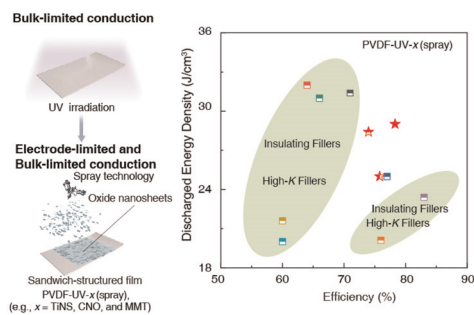 Bulk-limited conduction
UV irradiation
Electrode-limited and
Bulk-limited conduction
Spray technology
Oxide nanosheets
Sandwich-structured film
PVDF-UV-x (spray),
(e.g., x = TiNS, CNO, and MMT)
Discharged Energy Density (J/cm³)
36
30
24
18
PVDF-UV-x (spray)
Insulating Fillers
High-K Fillers
Insulating Fillers
High-K Fillers
50
60
70
80
90
Efficiency (%)